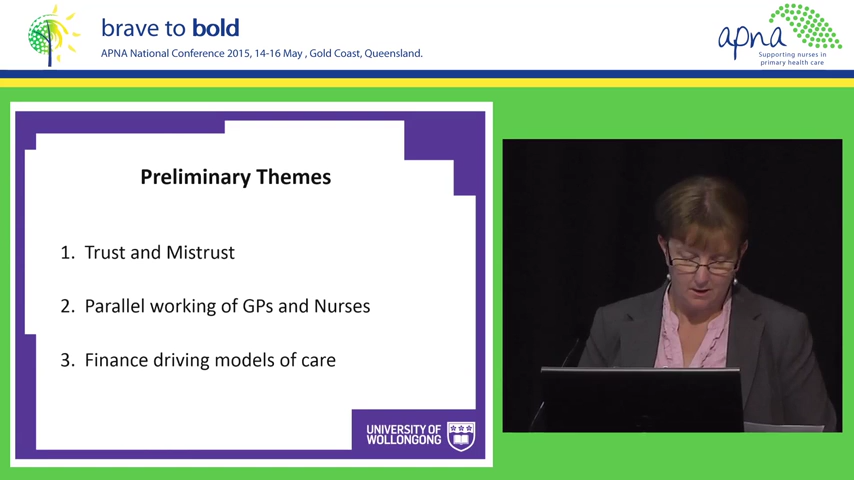 brave to bold
APNA National Conference 2015, 14-16 May , Gold Coast, Queensland.
apna
Supporting nurses in
primary health care
Preliminary Themes
1. Trust and Mistrust
2. Parallel working of GPs and Nurses
3. Finance driving models of care
UNIVERSITY OF
WOLLONGONG